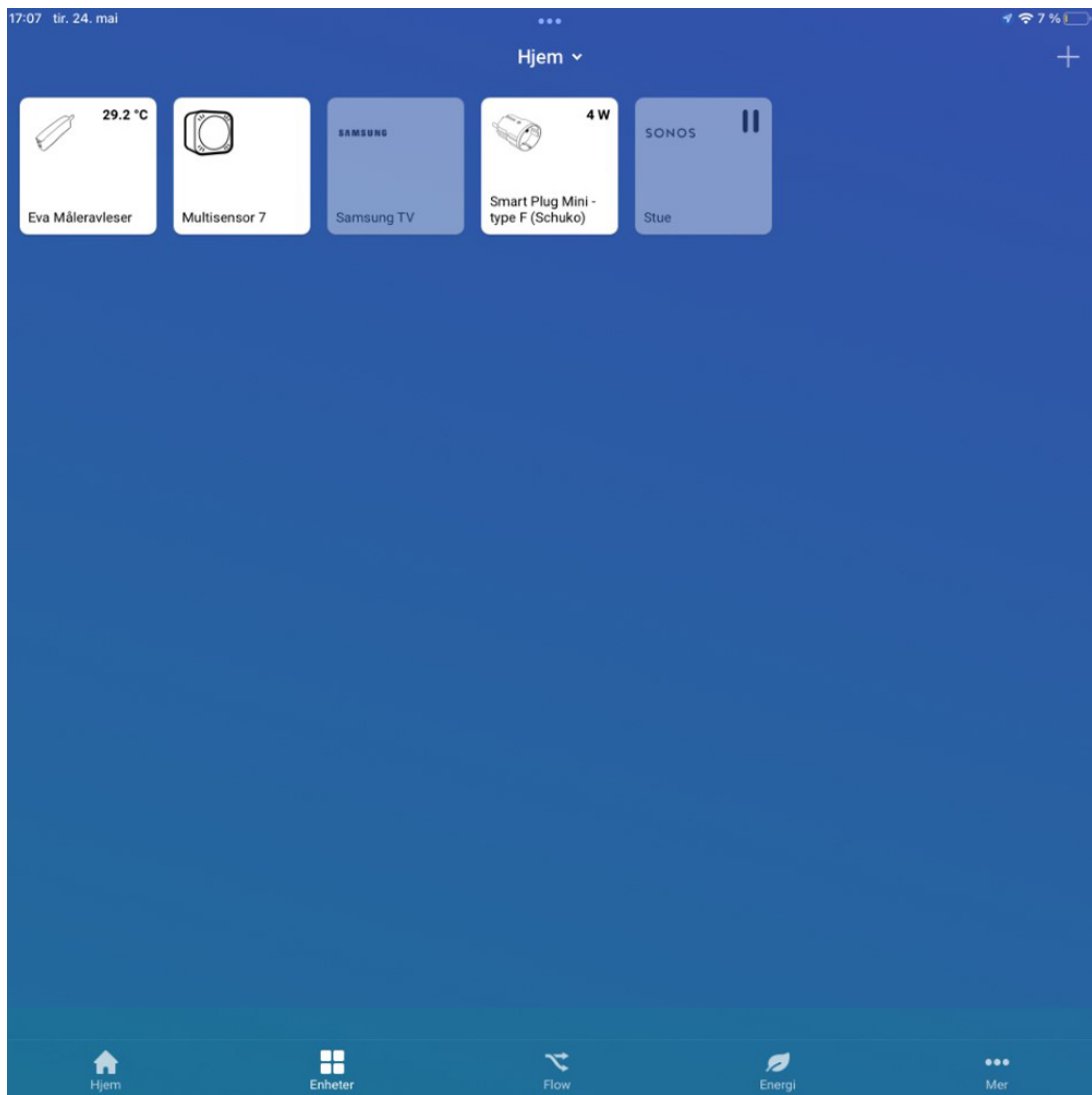 17:07 tir. 24. mai
7 %
Hjem
29.2 °C
Eva Måleravleser
Multisensor 7
SAMSUNG
Samsung TV
4 W
Smart Plug Mini -
type F (Schuko)
SONOS
Stue
Hjem
Enheter
Flow
Energi
Mer